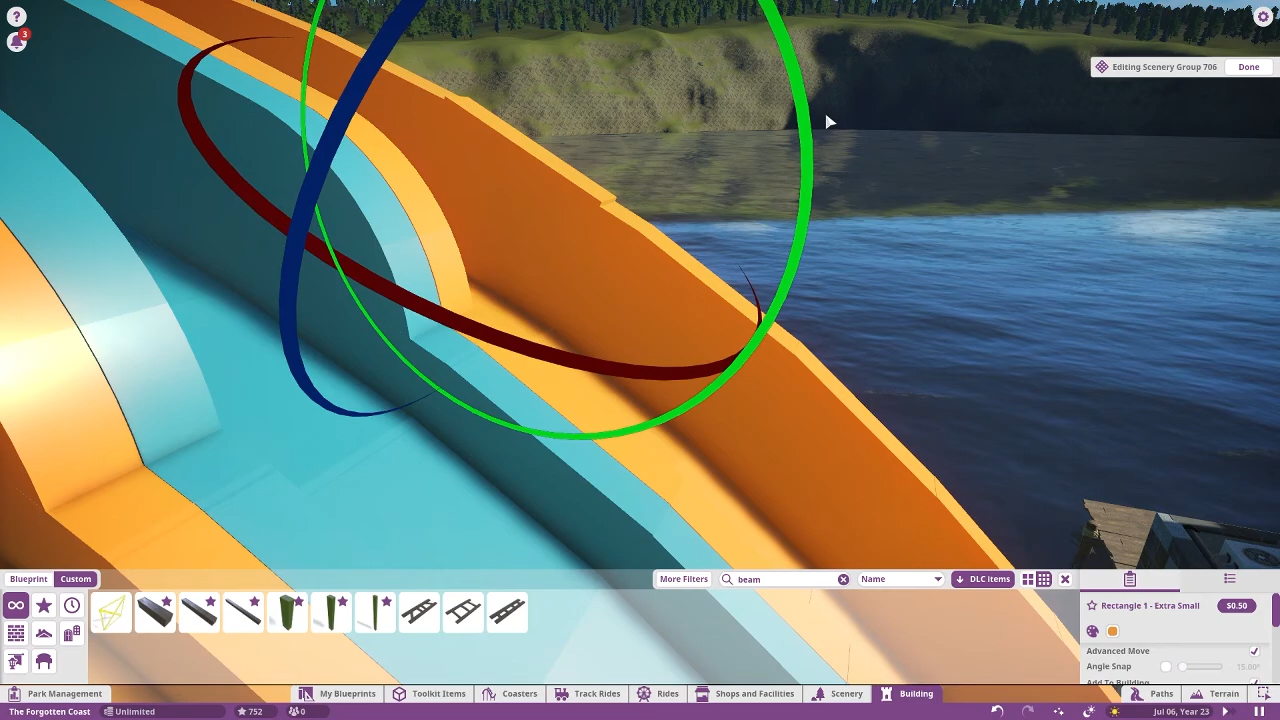 ?
3
Editing Scenery Group 706
Done
Blueprint
Custom
More Filters
beam
Name
DLC items
Rectangle 1 - Extra Small
$0.50
Advanced Move
Angle Snap
15.00°
Add To Building
Park Management
My Blueprints
Toolkit Items
Coasters
Track Rides
Rides
Shops and Facilities
Scenery
Building
Paths
Terrain
The Forgotten Coast
Unlimited
752
0
Jul 06, Year 23